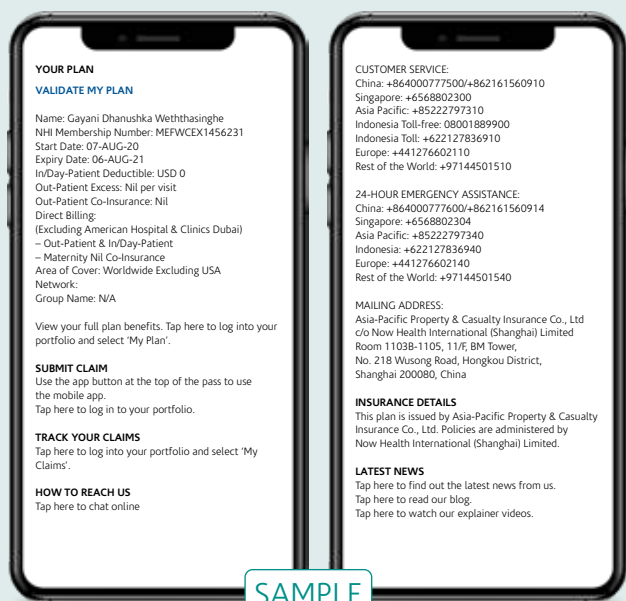 YOUR PLAN
VALIDATE MY PLAN
Name: Gayani Dhanushka Weththasinghe
NHI Membership Number: MEFWCEX1456231
Start Date: 07-AUG-20
Expiry Date: 06-AUG-21
In/Day-Patient Deductible: USD 0
Out-Patient Excess: Nil per visit
Out-Patient Co-Insurance: Nil
Direct Billing:
(Excluding American Hospital & Clinics Dubai)
– Out-Patient & In/Day-Patient
– Maternity Nil Co-Insurance
Area of Cover: Worldwide Excluding USA
Network:
Group Name: N/A
View your full plan benefits. Tap here to log into your
portfolio and select ‘My Plan’.
SUBMIT CLAIM
Use the app button at the top of the pass to use
the mobile app.
Tap here to log in to your portfolio.
TRACK YOUR CLAIMS
Tap here to log into your portfolio and select ‘My
Claims’.
HOW TO REACH US
Tap here to chat online
CUSTOMER SERVICE:
China: +864000777500/+862161560910
Singapore: +6568802300
Asia Pacific: +85222797310
Indonesia Toll-free: 08001889900
Indonesia Toll: +622127836910
Europe: +441276602110
Rest of the World: +97144501510
24-HOUR EMERGENCY ASSISTANCE:
China: +864000777600/+862161560914
Singapore: +6568802304
Asia Pacific: +85222797340
Indonesia: +622127836940
Europe: +441276602140
Rest of the World: +97144501540
MAILING ADDRESS:
Asia-Pacific Property & Casualty Insurance Co., Ltd
c/o Now Health International (Shanghai) Limited
Room 1103B-1105, 11/F, BM Tower,
No. 218 Wusong Road, Hongkou District,
Shanghai 200080, China
INSURANCE DETAILS
This plan is issued by Asia-Pacific Property & Casualty
Insurance Co., Ltd. Policies are administered by
Now Health International (Shanghai) Limited.
LATEST NEWS
Tap here to find out the latest news from us.
Tap here to read our blog.
Tap here to watch our explainer videos.
SAMPLE